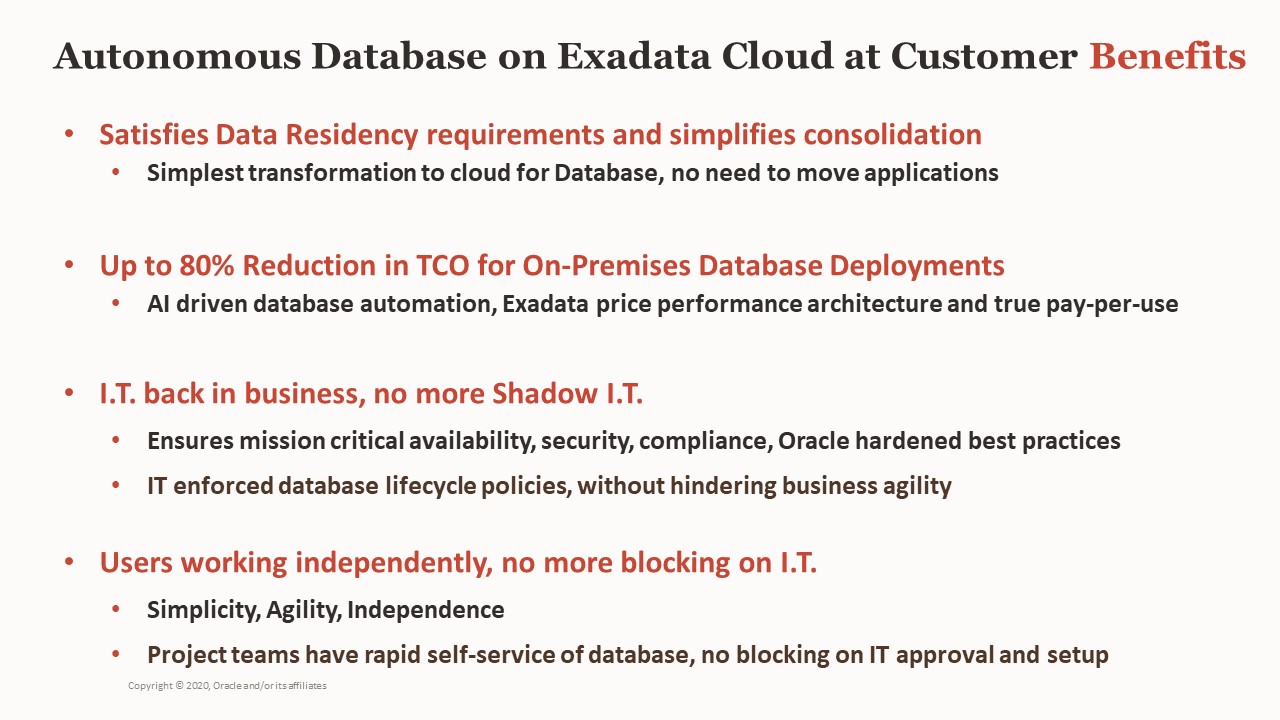 Autonomous Database on Exadata Cloud at Customer Benefits
• Satisfies Data Residency requirements and simplifies consolidation
• Simplest transformation to cloud for Database, no need to move applications
• Up to 80% Reduction in TCO for On-Premises Database Deployments
• AI driven database automation, Exadata price performance architecture and true pay-per-use
• I.T. back in business, no more Shadow I.T.
• Ensures mission critical availability, security, compliance, Oracle hardened best practices
• IT enforced database lifecycle policies, without hindering business agility
• Users working independently, no more blocking on I.T.
• Simplicity, Agility, Independence
• Project teams have rapid self-service of database, no blocking on IT approval and setup
Copyright © 2020, Oracle and/or its affiliates